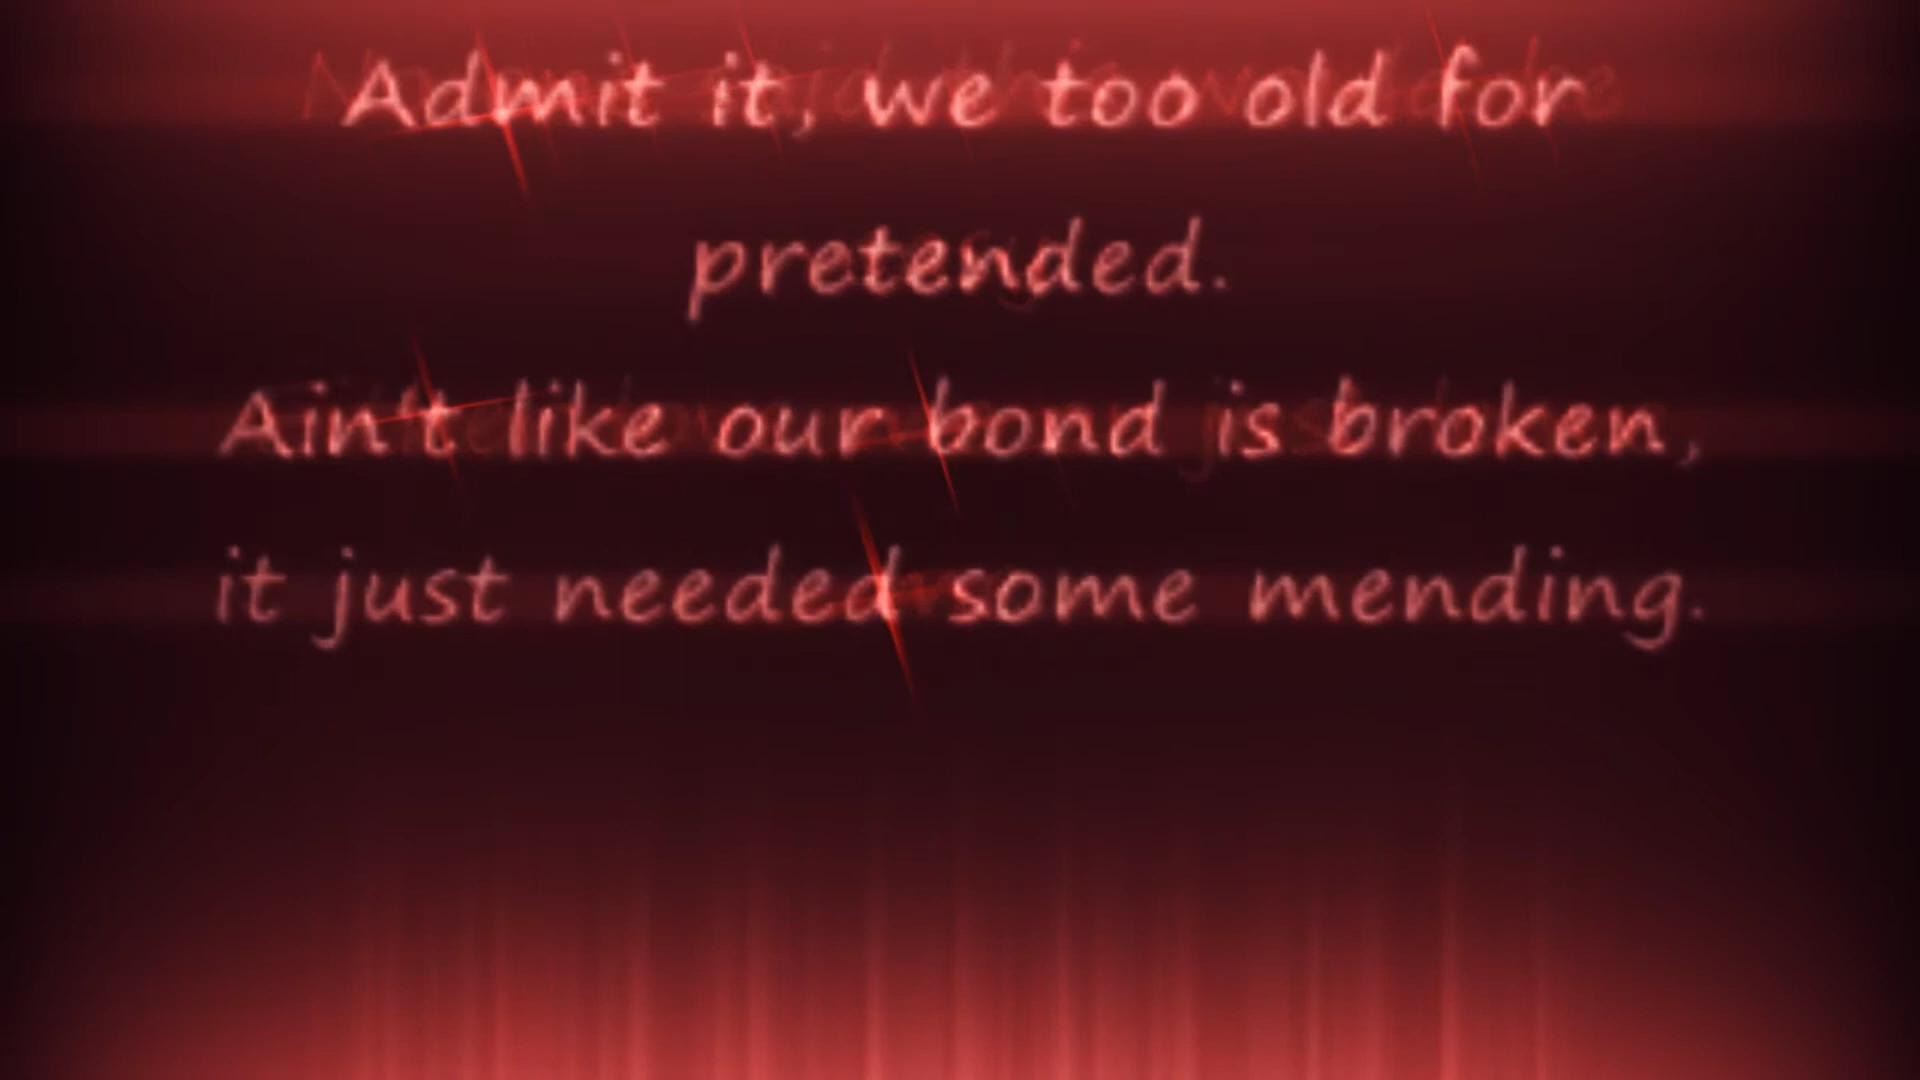 Admit it, we too old for
pretended.
Ain't like our bond is broken,
it just needed some mending.